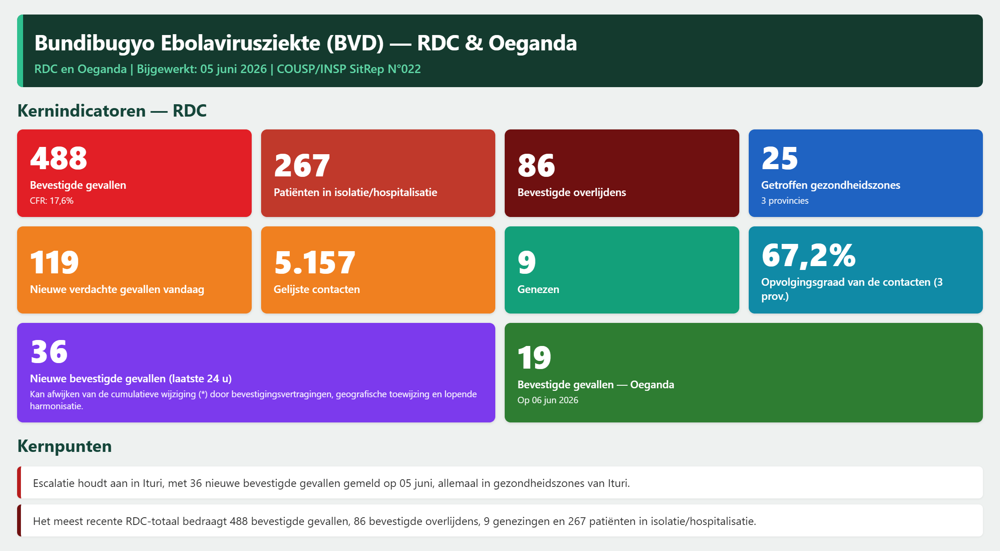 Bundibugyo Ebolavirusziekte (BVD) — RDC & Oeganda
RDC en Oeganda | Bijgewerkt: 05 juni 2026 | COUSP/INSP SitRep N°022
Kernindicatoren — RDC
488
Bevestigde gevallen
CFR: 17,6%
267
Patiënten in isolatie/hospitalisatie
86
Bevestigde overlijdens
25
Getroffen gezondheidszones
3 provincies
119
Nieuwe verdachte gevallen vandaag
5.157
Gelijste contacten
9
Genezen
67,2%
Opvolgingsgraad van de contacten (3
prov.)
36
Nieuwe bevestigde gevallen (laatste 24 u)
Kan afwijken van de cumulatieve wijziging (*) door bevestigingsvertragingen, geografische toewijzing en lopende
harmonisatie.
19
Bevestigde gevallen — Oeganda
Op 06 jun 2026
Kernpunten
Escalatie houdt aan in Ituri, met 36 nieuwe bevestigde gevallen gemeld op 05 juni, allemaal in gezondheidszones van Ituri.
Het meest recente RDC-totaal bedraagt 488 bevestigde gevallen, 86 bevestigde overlijdens, 9 genezingen en 267 patiënten in isolatie/hospitalisatie.